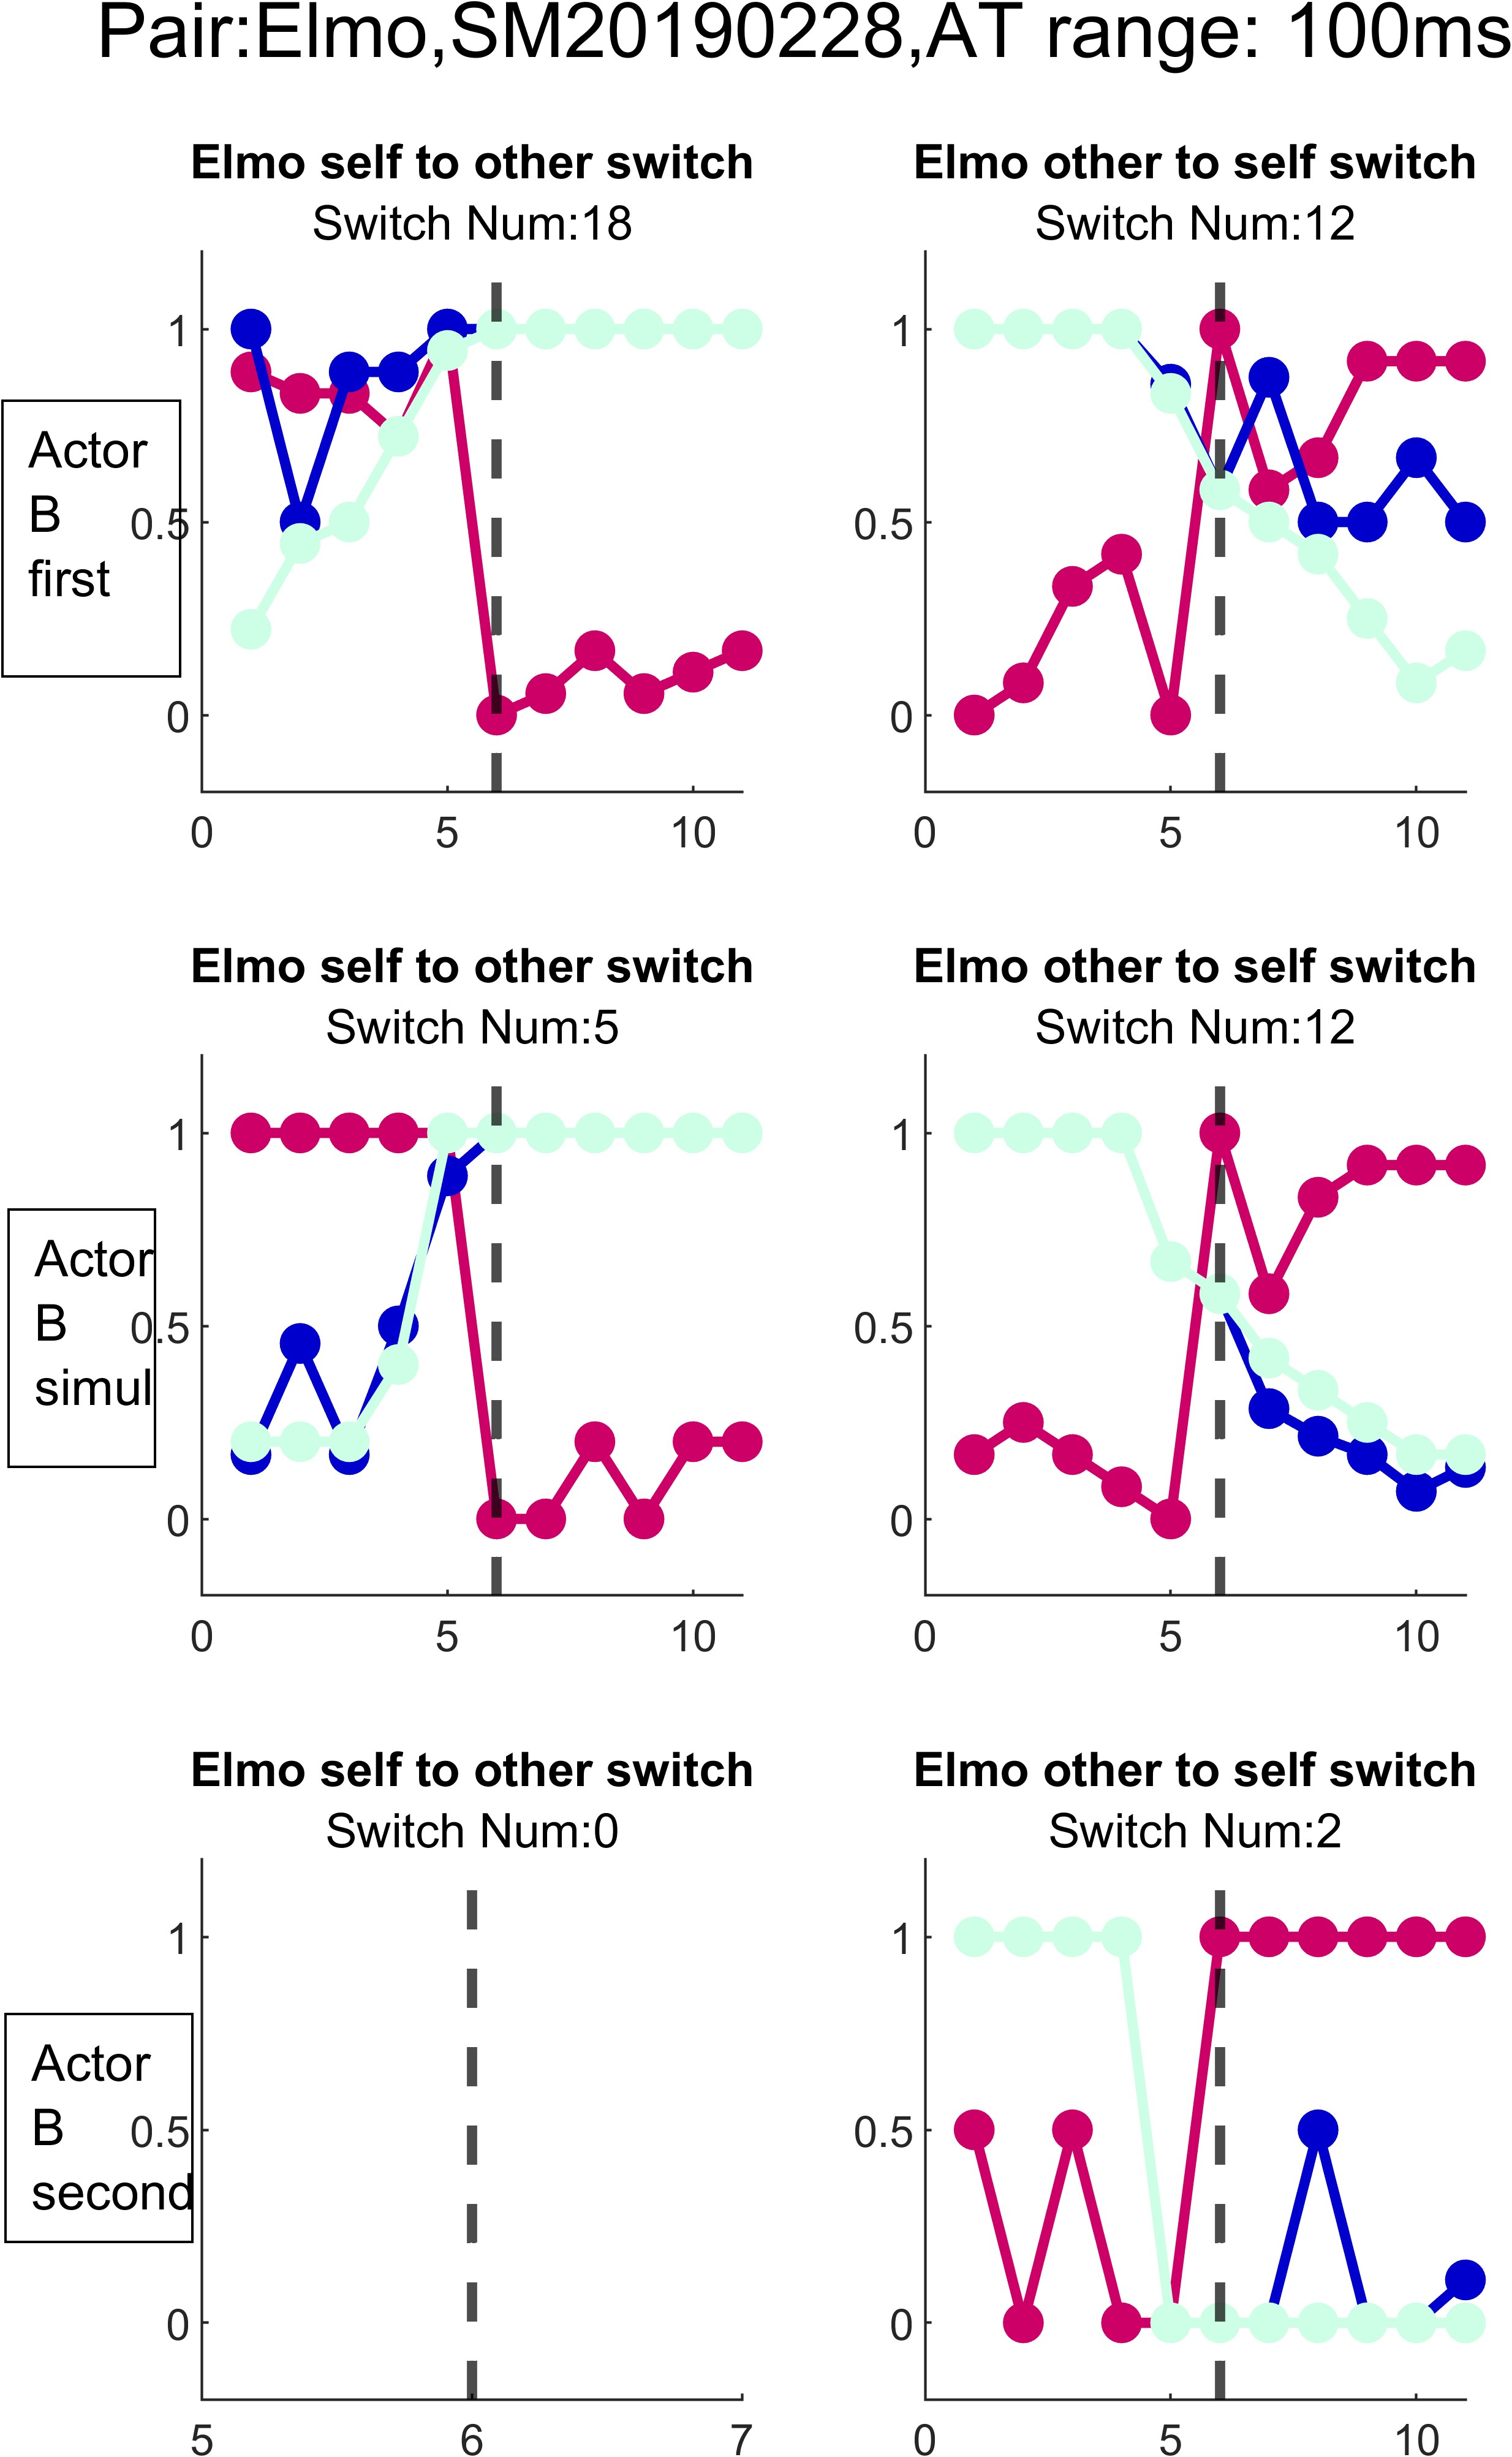 Pair:Elmo,SM20190228,AT range: 100ms
Elmo self to other switch
Switch Num:18
Elmo other to self switch
Switch Num:12
Actor
B
first
1
0.5
0
0
5
10
1
0.5
0
0
5
10
Elmo self to other switch
Switch Num:5
Elmo other to self switch
Switch Num:12
Actor
B
simul
1
0.5
0
0
5
10
1
0.5
0
0
5
10
Elmo self to other switch
Switch Num:0
Elmo other to self switch
Switch Num:2
Actor
B
second
1
0.5
0
5
6
7
1
0.5
0
0
5
10